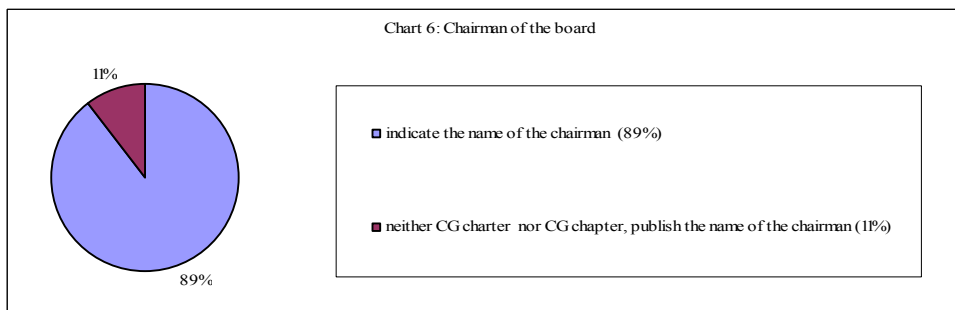 Chart 6: Chairman of the board
11%
indicate the name of the chairman (89%)
neither CG charter nor CG chapter, publish the name of the chairman (11%)
89%